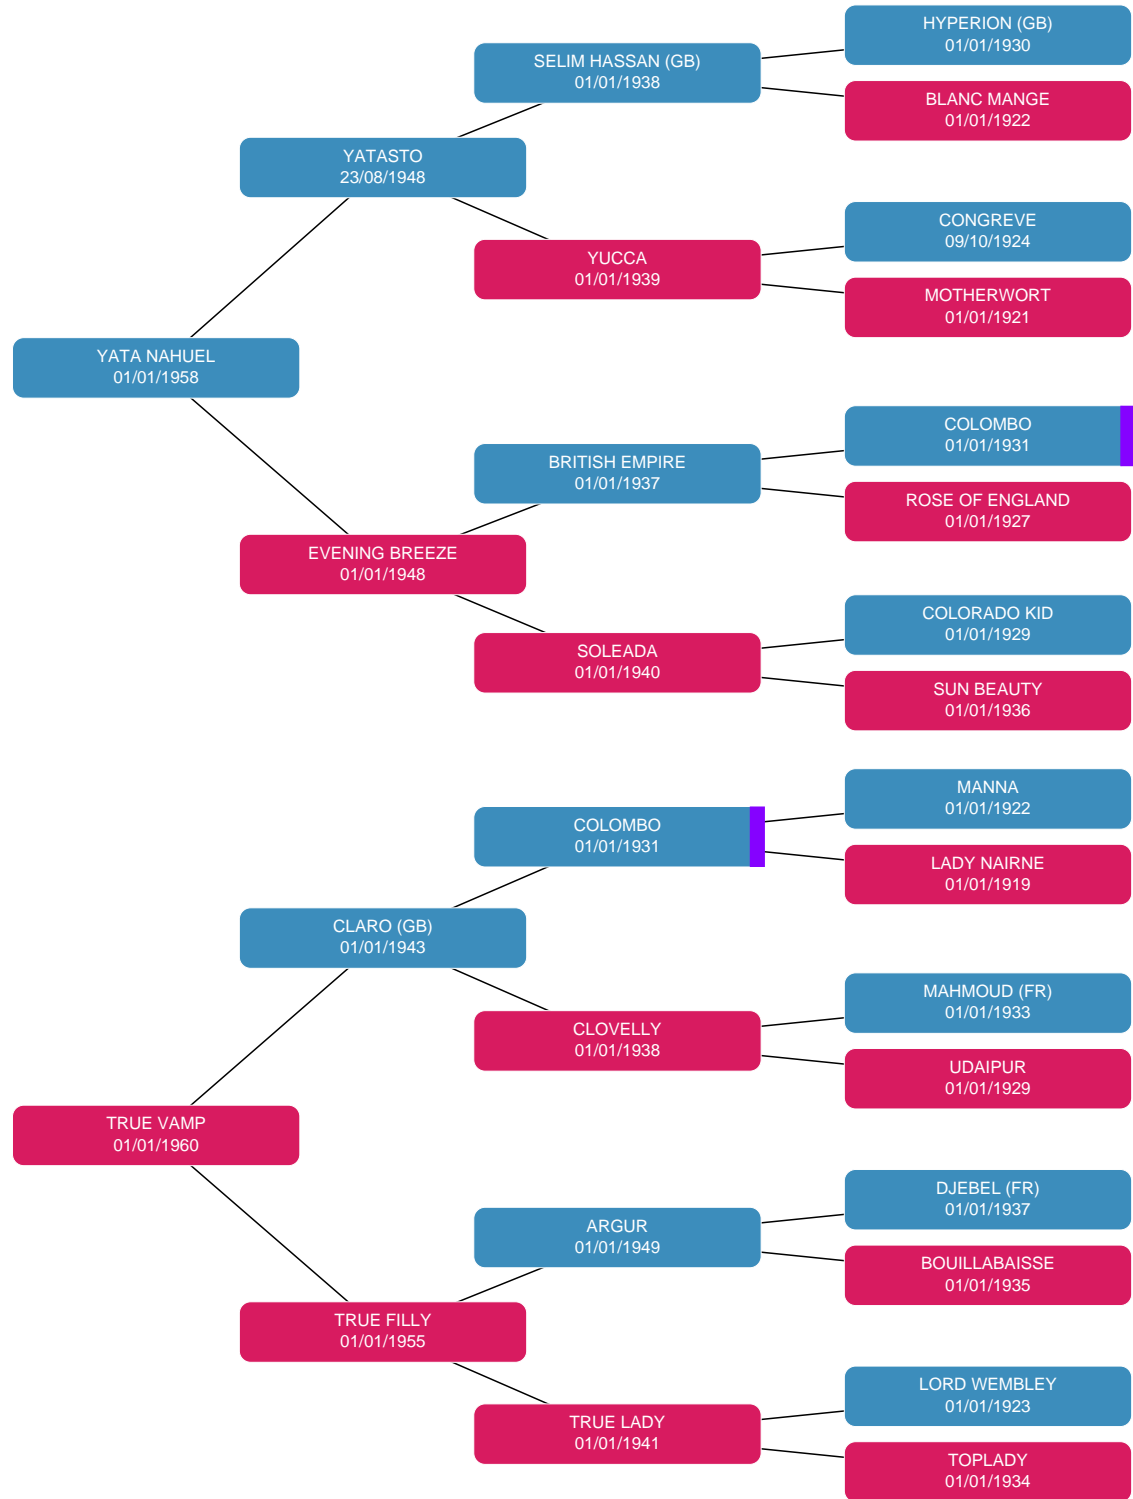 HYPERION (GB)
01/01/1930
SELIM HASSAN (GB)
01/01/1938
BLANC MANGE
01/01/1922
YATASTO
23/08/1948
CONGREVE
09/10/1924
YUCCA
01/01/1939
MOTHERWORT
01/01/1921
YATA NAHUEL
01/01/1958
COLOMBO
01/01/1931
BRITISH EMPIRE
01/01/1937
ROSE OF ENGLAND
01/01/1927
EVENING BREEZE
01/01/1948
COLORADO KID
01/01/1929
SOLEADA
01/01/1940
SUN BEAUTY
01/01/1936
MANNA
01/01/1922
COLOMBO
01/01/1931
LADY NAIRNE
01/01/1919
CLARO (GB)
01/01/1943
MAHMOUD (FR)
01/01/1933
CLOVELLY
01/01/1938
UDAIPUR
01/01/1929
TRUE VAMP
01/01/1960
DJEBEL (FR)
01/01/1937
ARGUR
01/01/1949
BOUILLABAISSE
01/01/1935
TRUE FILLY
01/01/1955
LORD WEMBLEY
01/01/1923
TRUE LADY
01/01/1941
TOPLADY
01/01/1934